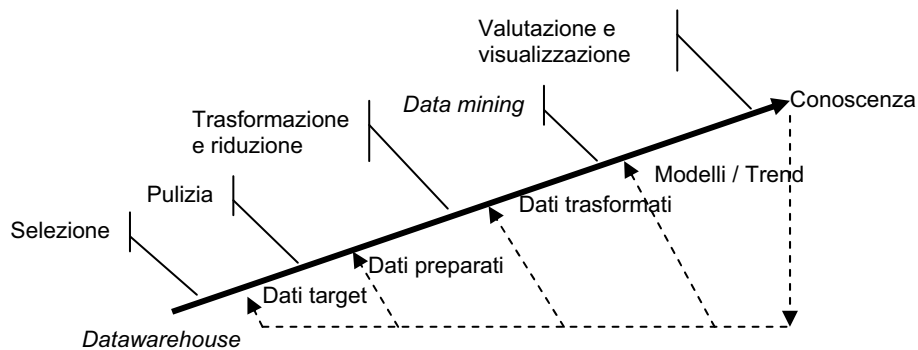 Valutazione e
visualizzazione
Data mining
Conoscenza
Trasformazione
e riduzione
Modelli / Trend
Pulizia
Dati trasformati
Selezione
Dati preparati
Dati target
Datawarehouse